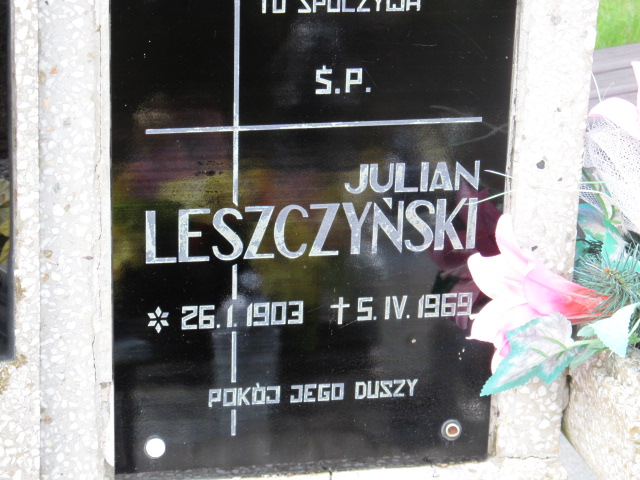 TU SPOCZYWA
Ś.P.
JULIAN
LESZCZYŃSKI
26.I.1903 † 5.IV.1969
POKÓJ JEGO DUSZY